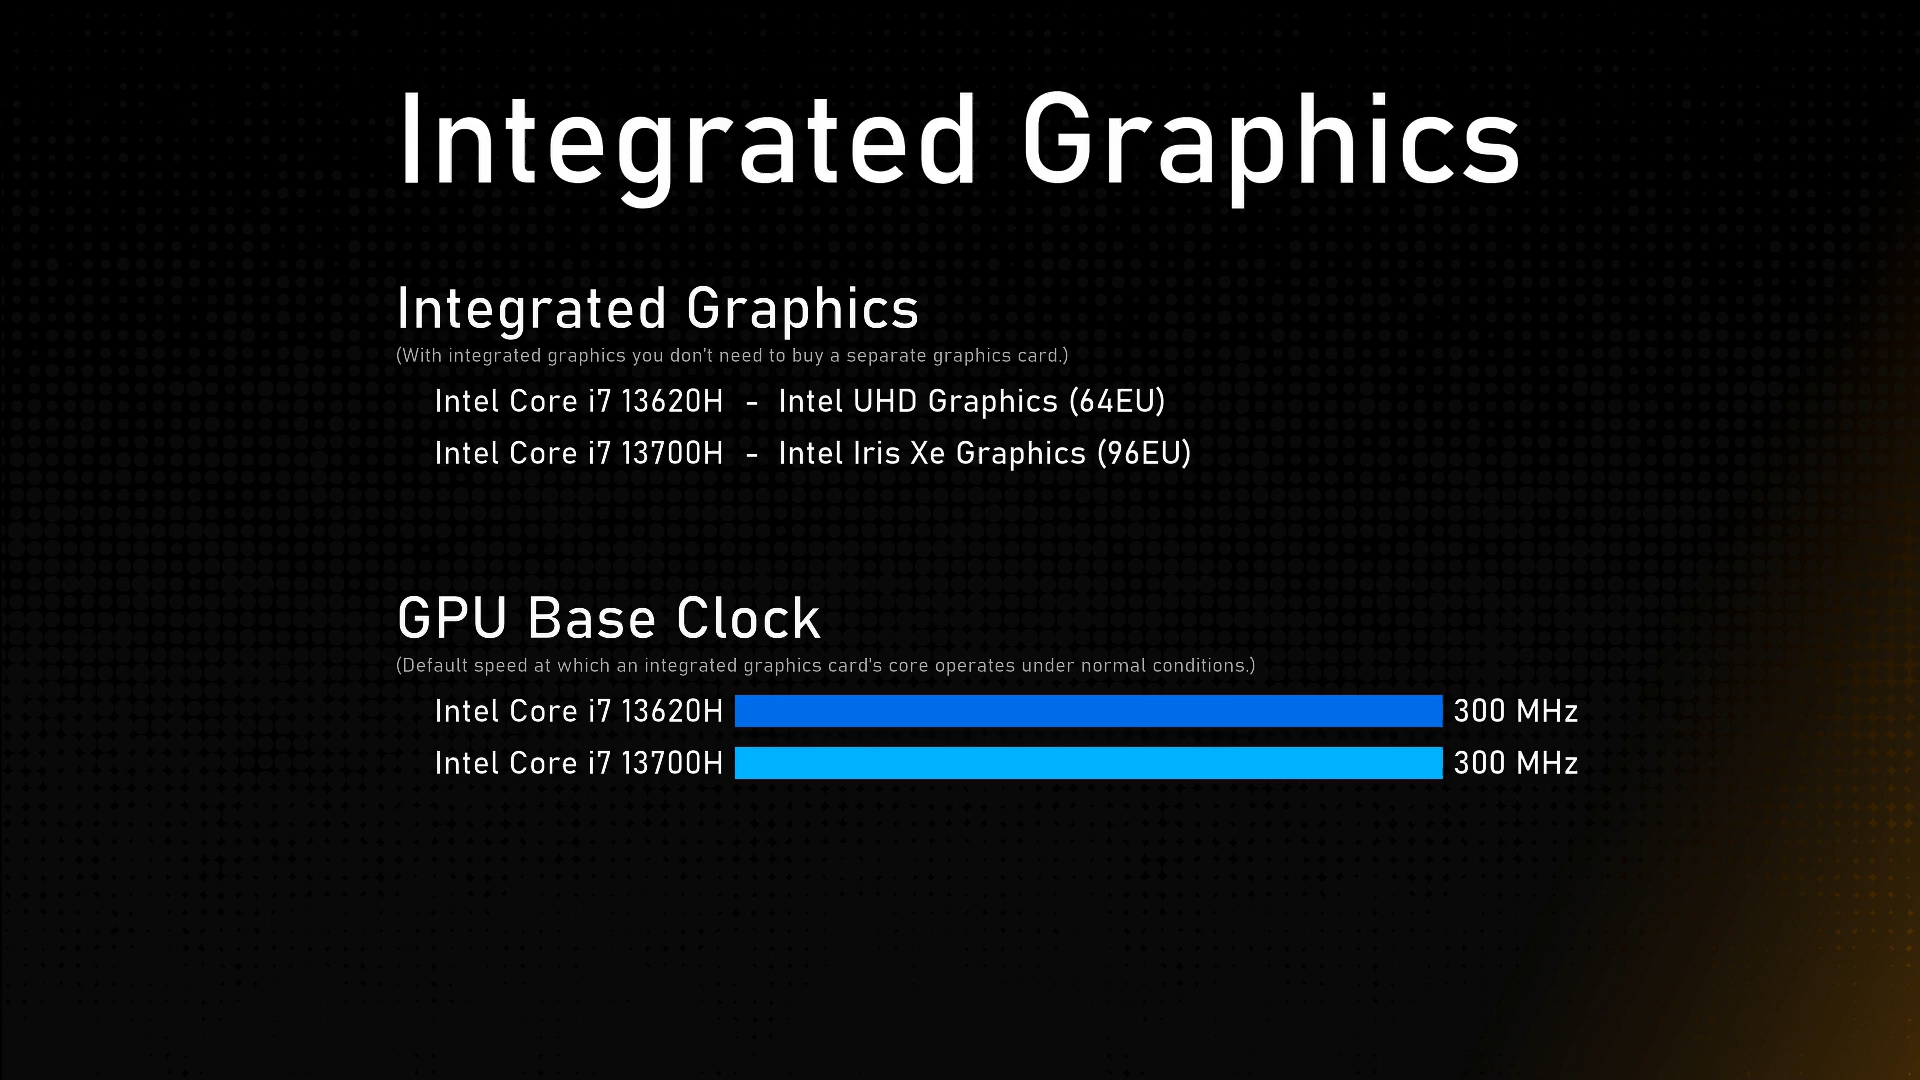 Integrated Graphics
Integrated Graphics
(With integrated graphics you don't need to buy a separate graphics card.)
Intel Core i7 13620H - Intel UHD Graphics (64EU)
Intel Core i7 13700H - Intel Iris Xe Graphics (96EU)
GPU Base Clock
(Default speed at which an integrated graphics card's core operates under normal conditions.)
Intel Core i7 13620H 300 MHz
Intel Core i7 13700H 300 MHz